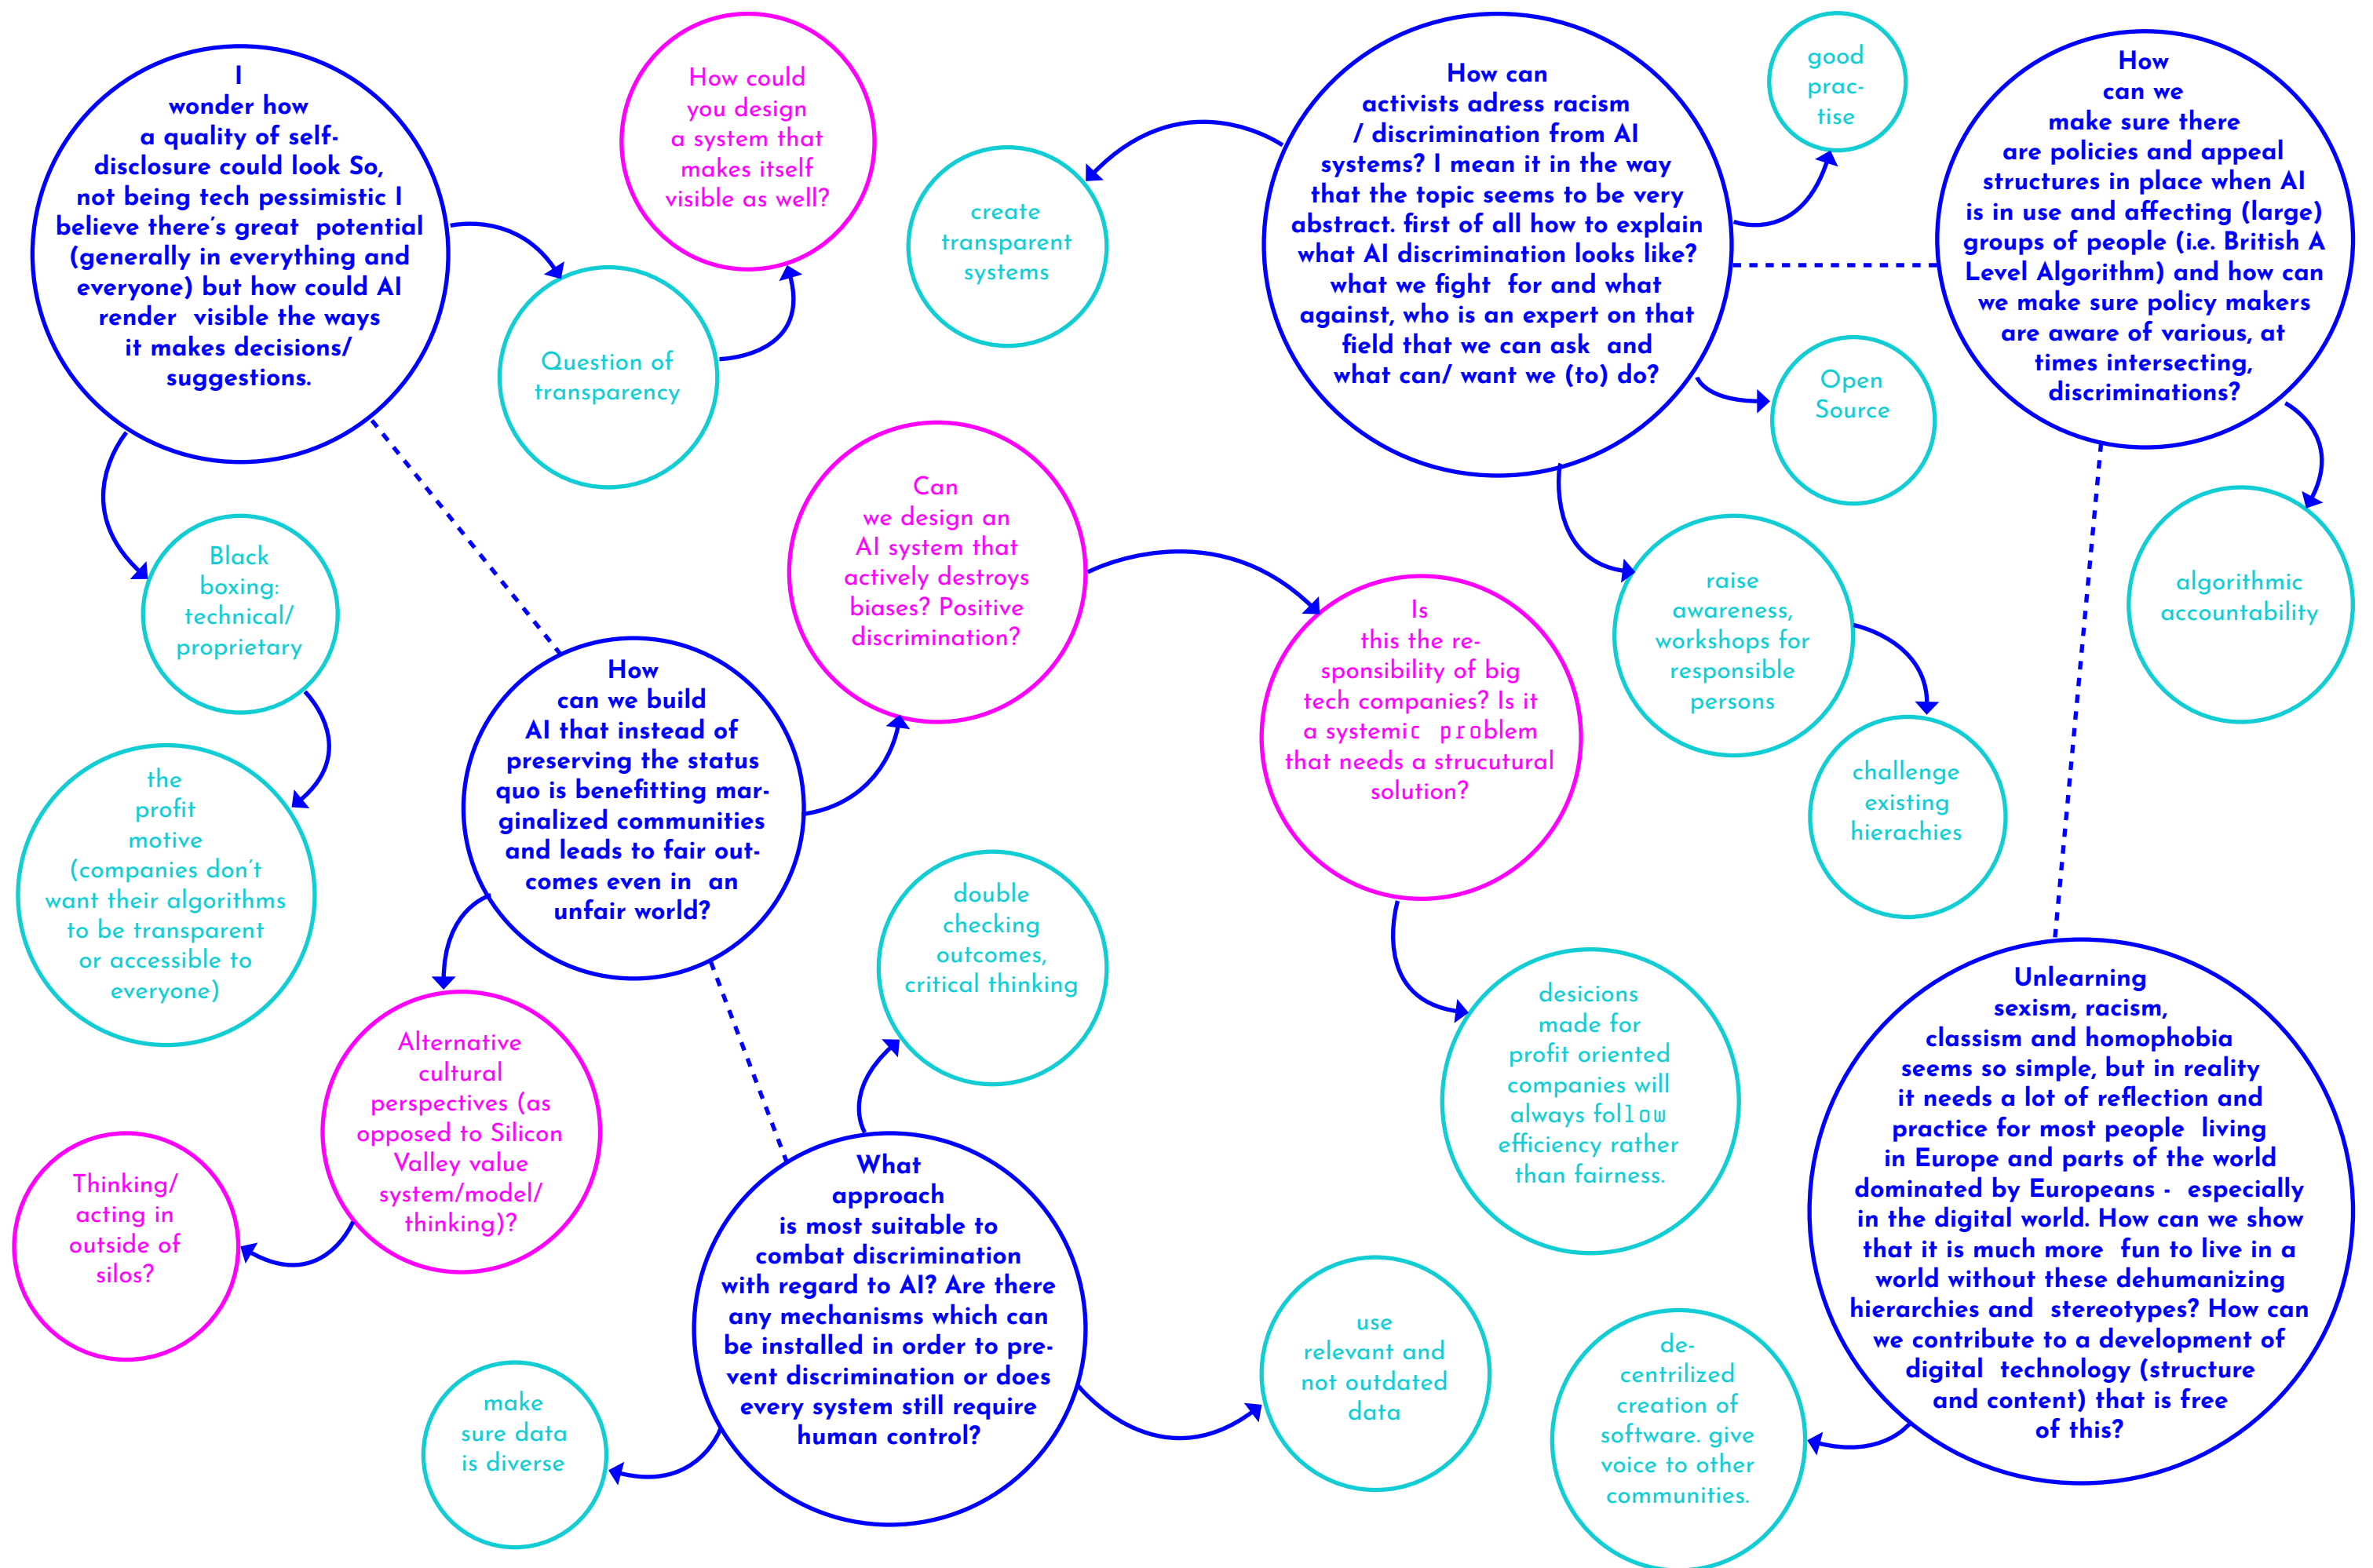 I
wonder how
a quality of self-
disclosure could look So,
not being tech pessimistic I
believe there's great potential
(generally in everything and
everyone) but how could AI
render visible the ways
it makes decisions/
suggestions.
How could
you design
a system that
makes itself
visible as well?
Question of
transparency
Black
boxing:
technical/
proprietary
the
profit
motive
(companies don't
want their algorithms
to be transparent
or accessible to
everyone)
How
can we build
AI that instead of
preserving the status
quo is benefitting mar-
ginalized communities
and leads to fair out-
comes even in an
unfair world?
Can
we design an
AI system that
actively destroys
biases? Positive
discrimination?
Is
this the re-
sponsibility of big
tech companies? Is it
a systemic problem
that needs a strucutural
solution?
desicions
made for
profit oriented
companies will
always follow
efficiency rather
than fairness.
Alternative
cultural
perspectives (as
opposed to Silicon
Valley value
system/model/
thinking)?
Thinking/
acting in
outside of
silos?
What
approach
is most suitable to
combat discrimination
with regard to AI? Are there
any mechanisms which can
be installed in order to pre-
vent discrimination or does
every system still require
human control?
double
checking
outcomes,
critical thinking
make
sure data
is diverse
use
relevant and
not outdated
data
How can
activists adress racism
/ discrimination from AI
systems? I mean it in the way
that the topic seems to be very
abstract. first of all how to explain
what AI discrimination looks like?
what we fight for and what
against, who is an expert on that
field that we can ask and
what can/ want we (to) do?
create
transparent
systems
good
prac-
tise
Open
Source
raise
awareness,
workshops for
responsible
persons
challenge
existing
hierachies
How
can we
make sure there
are policies and appeal
structures in place when AI
is in use and affecting (large)
groups of people (i.e. British A
Level Algorithm) and how can
we make sure policy makers
are aware of various, at
times intersecting,
discriminations?
algorithmic
accountability
Unlearning
sexism, racism,
classism and homophobia
seems so simple, but in reality
it needs a lot of reflection and
practice for most people living
in Europe and parts of the world
dominated by Europeans - especially
in the digital world. How can we show
that it is much more fun to live in a
world without these dehumanizing
hierarchies and stereotypes? How can
we contribute to a development of
digital technology (structure
and content) that is free
of this?
de-
centrilized
creation of
software. give
voice to other
communities.